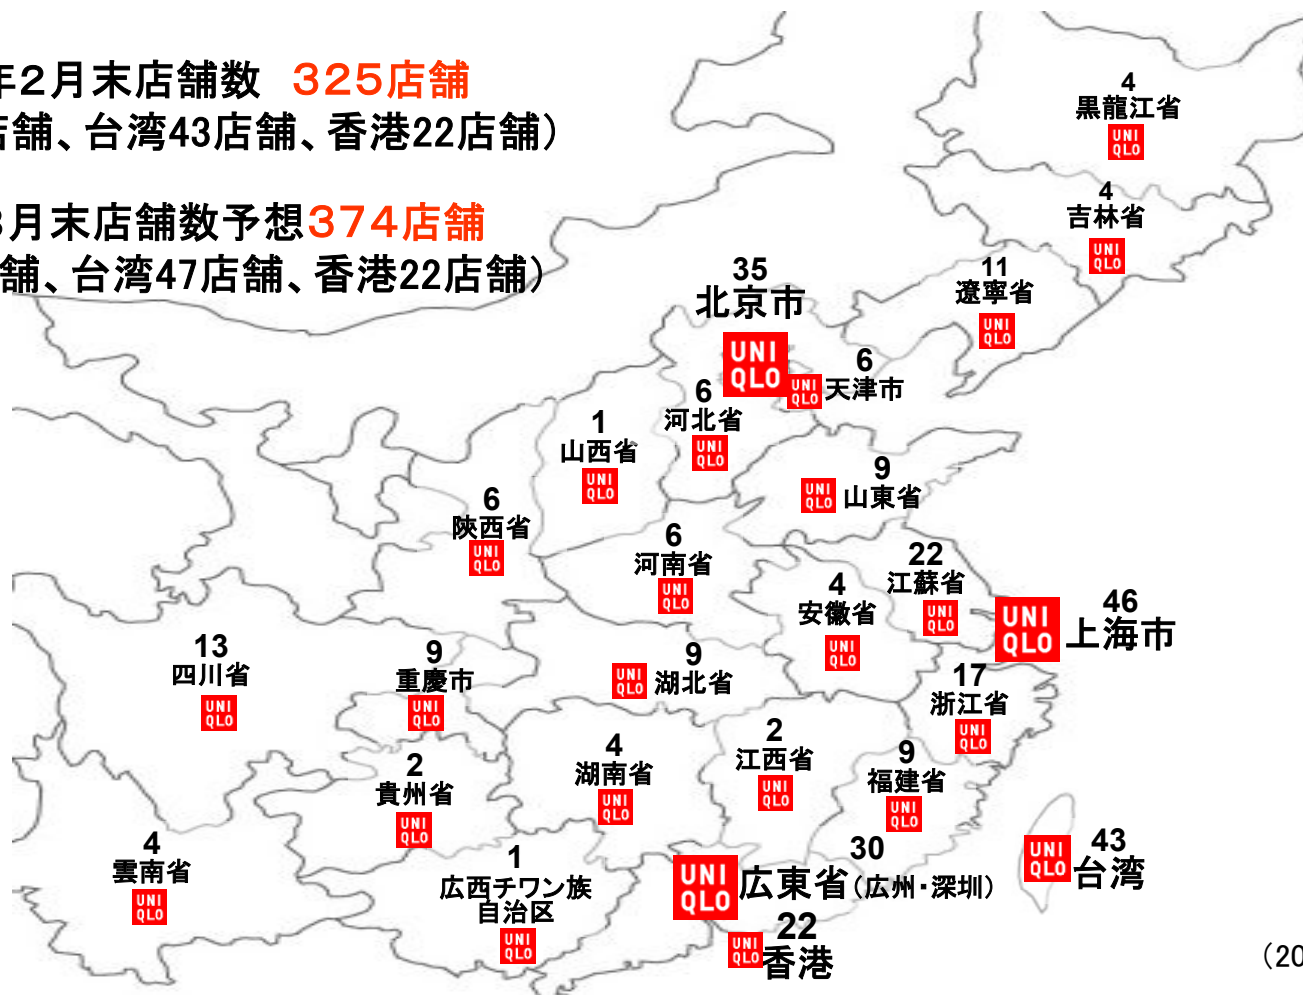 年２月末店舗数　３２５店舗
店舗、台湾43店舗、香港22店舗）
月末店舗数予想３７４店舗
舗、台湾47店舗、香港22店舗）
4
黒龍江省
UNI
QLO
4
吉林省
UNI
QLO
11
遼寧省
UNI
QLO
35
北京市
UNI
QLO
6
天津市
UNI
QLO
6
河北省
UNI
QLO
1
山西省
UNI
QLO
9
山東省
UNI
QLO
6
陝西省
UNI
QLO
6
河南省
UNI
QLO
22
江蘇省
UNI
QLO
4
安徽省
UNI
QLO
46
上海市
UNI
QLO
13
四川省
UNI
QLO
9
重慶市
UNI
QLO
9
湖北省
UNI
QLO
17
浙江省
UNI
QLO
2
貴州省
UNI
QLO
4
湖南省
UNI
QLO
2
江西省
UNI
QLO
9
福建省
UNI
QLO
4
雲南省
UNI
QLO
1
広西チワン族
自治区
UNI
QLO
30
広東省（広州・深圳）
UNI
QLO
43
台湾
UNI
QLO
22
香港
UNI
QLO
（20